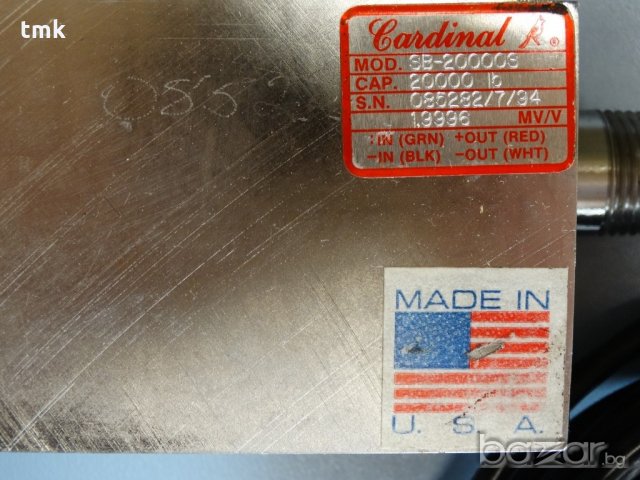 tmk
Cardinal ®
MOD. SB-20000S
CAP. 20000 lb
S.N. 085282/7/94
1.9996 MV/V
+IN (GRN) +OUT (RED)
-IN (BLK) -OUT (WHT)
MADE IN
U. S. A.
bazar.bg